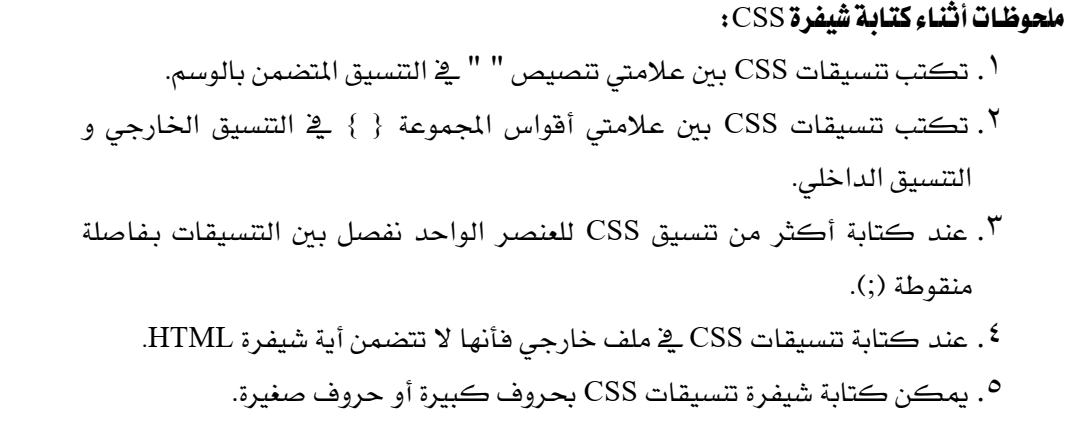 ملحوظات أثناء كتابة شيفرة CSS:
١. تكتب تنسيقات CSS بين علامتي تنصيص " " في التنسيق المتضمن بالوسم.
٢. تكتب تنسيقات CSS بين علامتي أقواس المجموعة { } في التنسيق الخارجي و
التنسيق الداخلي.
٣. عند كتابة أكثر من تنسيق CSS للعنصر الواحد نفصل بين التنسيقات بفاصلة
منقوطة (;).
٤. عند كتابة تنسيقات CSS في ملف خارجي فأنها لا تتضمن أية شيفرة HTML.
٥. يمكن كتابة شيفرة تنسيقات CSS بحروف كبيرة أو حروف صغيرة.